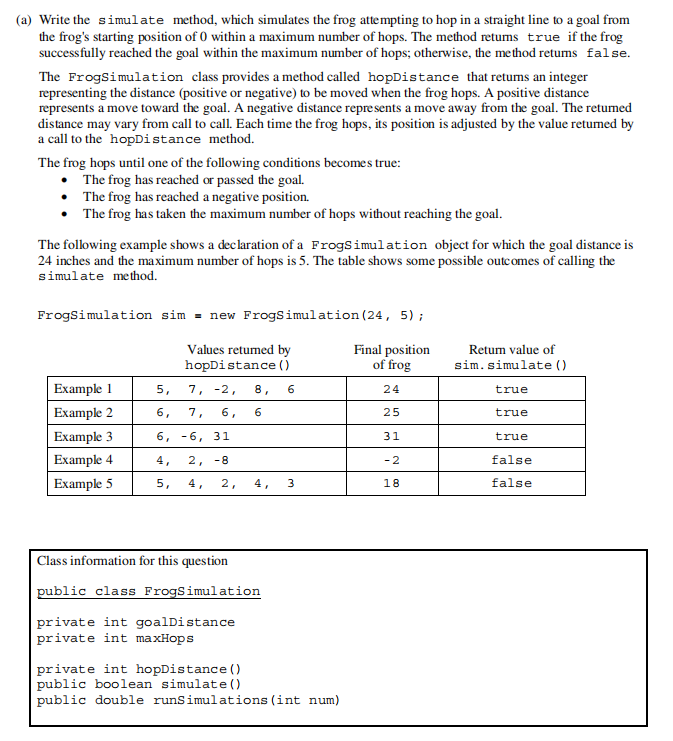 (a) Write the simulate method, which simulates the frog attempting to hop in a straight line to a goal from
the frog's starting position of 0 within a maximum number of hops. The method returns true if the frog
successfully reached the goal within the maximum number of hops; otherwise, the method returns false.
The FrogSimulation class provides a method called hopDistance that returns an integer
representing the distance (positive or negative) to be moved when the frog hops. A positive distance
represents a move toward the goal. A negative distance represents a move away from the goal. The returned
distance may vary from call to call. Each time the frog hops, its position is adjusted by the value returned by
a call to the hopDistance method.
The frog hops until one of the following conditions becomes true:
• The frog has reached or passed the goal.
• The frog has reached a negative position.
• The frog has taken the maximum number of hops without reaching the goal.
The following example shows a declaration of a FrogSimulation object for which the goal distance is
24 inches and the maximum number of hops is 5. The table shows some possible outcomes of calling the
simulate method.
FrogSimulation sim = new FrogSimulation(24, 5);
Values returned by Final position Return value of
hopDistance() of frog sim.simulate()
Example 1 5, 7, -2, 8, 6 24 true
Example 2 6, 7, 6, 6 25 true
Example 3 6, -6, 31 31 true
Example 4 4, 2, -8 -2 false
Example 5 5, 4, 2, 4, 3 18 false
Class information for this question
public class FrogSimulation
private int goalDistance
private int maxHops
private int hopDistance()
public boolean simulate()
public double runSimulations(int num)